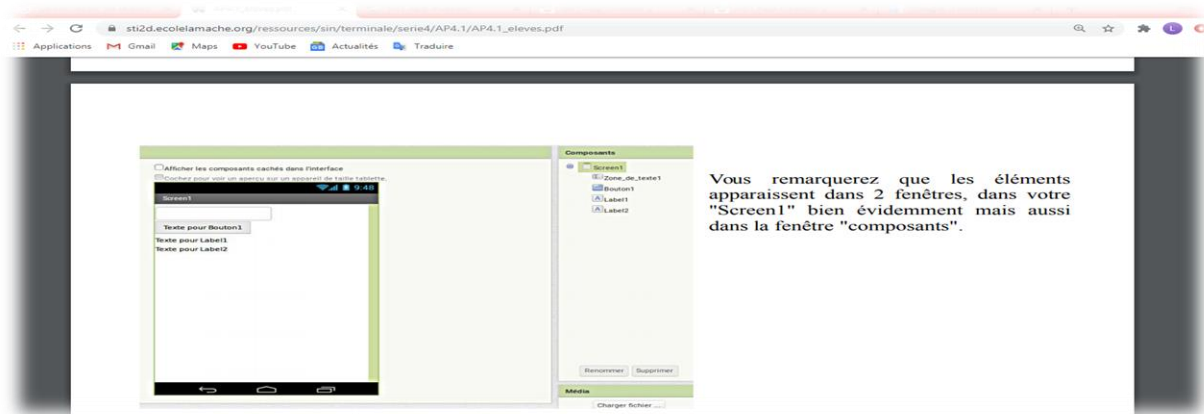 sti2d.ecolelamache.org/ressources/sin/terminale/serie4/AP4.1/AP4.1_eleves.pdf
Applications Gmail Maps YouTube Actualités Traduire
Composants
Afficher les composants cachés dans l'interface
Cochez pour voir un aperçu sur un appareil de taille tablette.
9:48
Screen1
Texte pour Bouton1
Texte pour Label1
Texte pour Label2
Screen1
Zone_de_texte1
Bouton1
Label1
Label2
Renommer Supprimer
Média
Charger fichier ...
Vous remarquerez que les éléments
apparaissent dans 2 fenêtres, dans votre
"Screen1" bien évidemment mais aussi
dans la fenêtre "composants".